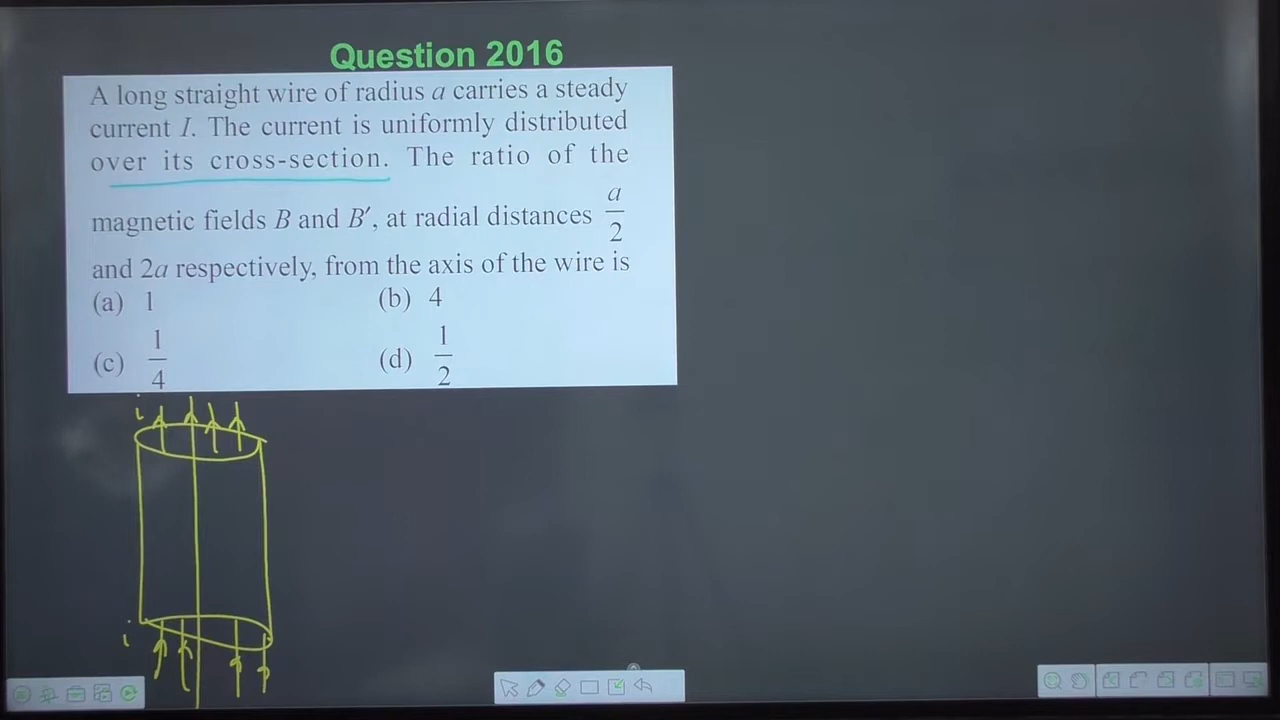 Question 2016
A long straight wire of radius a carries a steady
current I. The current is uniformly distributed
over its cross-section. The ratio of the
magnetic fields B and B′, at radial distances a/2
and 2a respectively, from the axis of the wire is
(a) 1 (b) 4
(c) 1/4 (d) 1/2
i
i